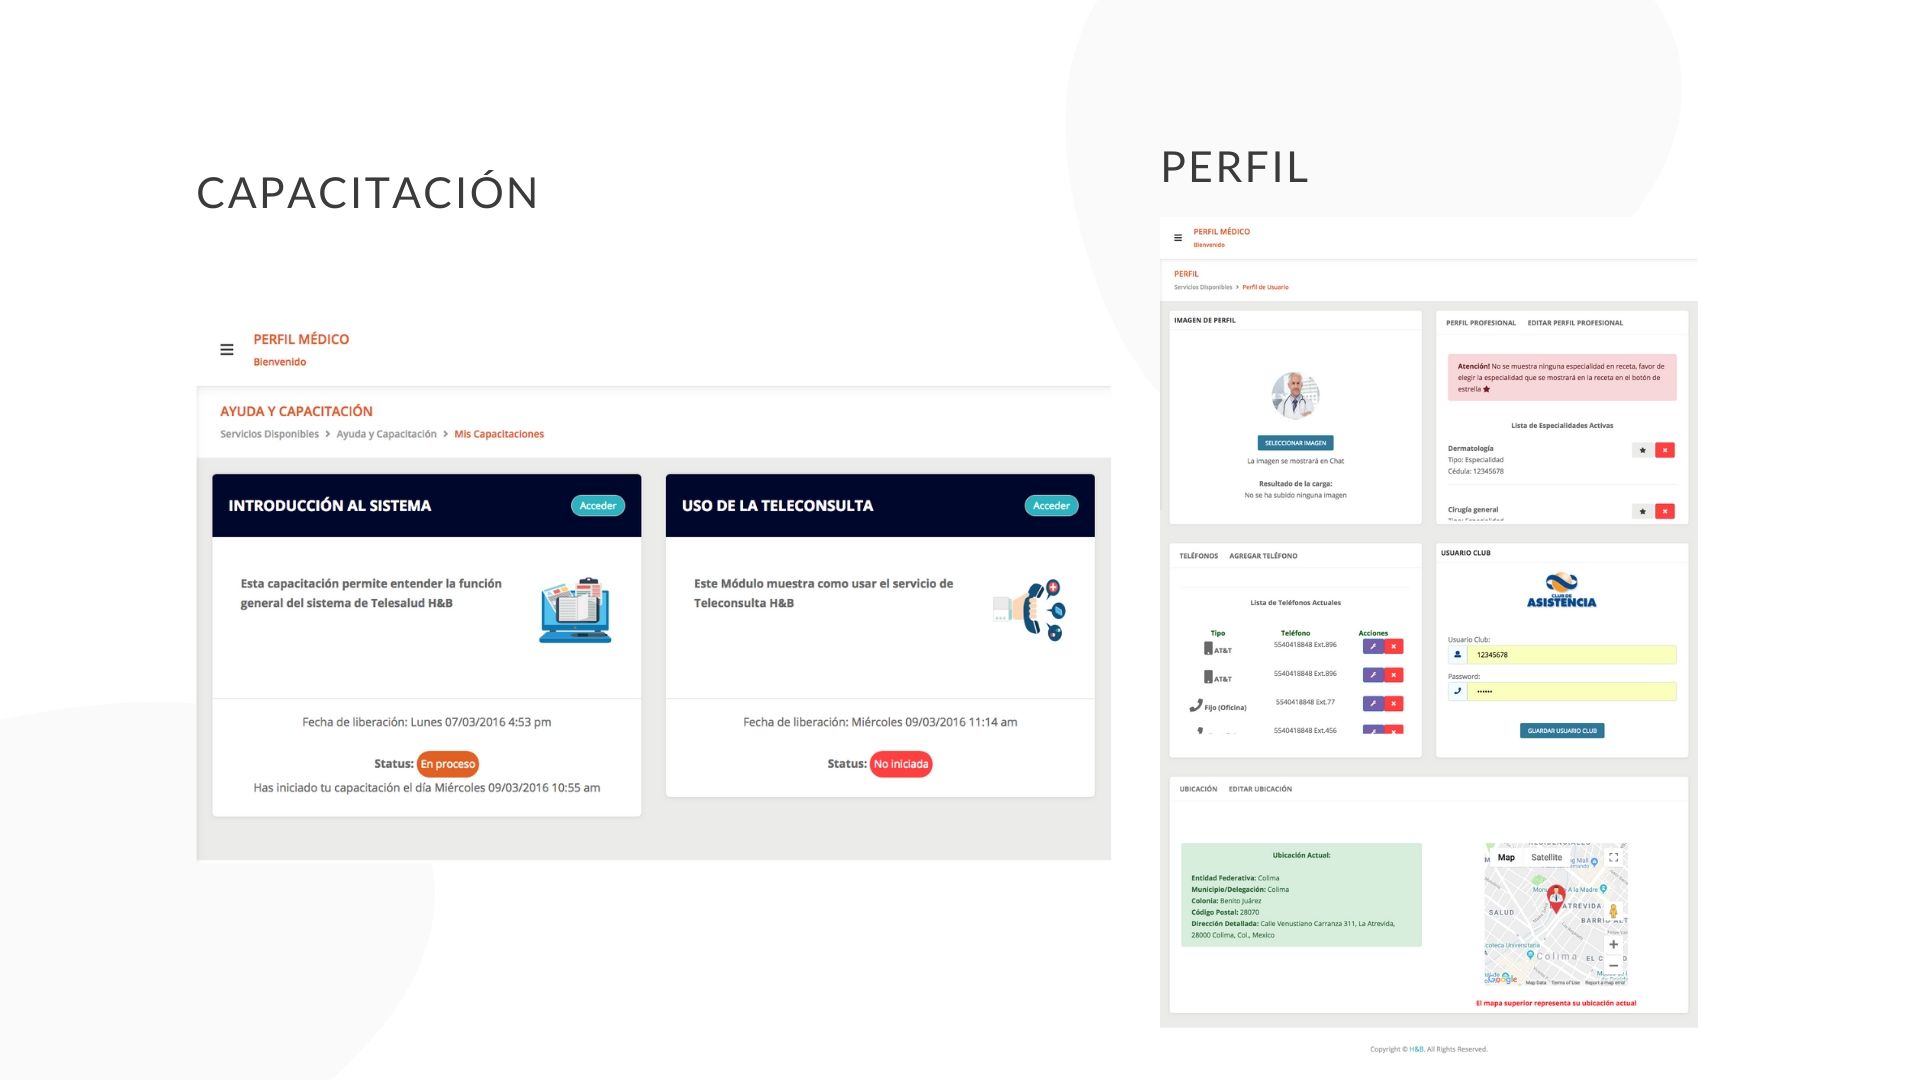 CAPACITACIÓN
PERFIL MÉDICO
Bienvenido
AYUDA Y CAPACITACIÓN
Servicios Disponibles > Ayuda y Capacitación > Mis Capacitaciones
INTRODUCCIÓN AL SISTEMA
Acceder
Esta capacitación permite entender la función
general del sistema de Telesalud H&B
Fecha de liberación: Lunes 07/03/2016 4:53 pm
Status: En proceso
Has iniciado tu capacitación el día Miércoles 09/03/2016 10:55 am
USO DE LA TELECONSULTA
Acceder
Este Módulo muestra como usar el servicio de
Teleconsulta H&B
Fecha de liberación: Miércoles 09/03/2016 11:14 am
Status: No iniciada
PERFIL
PERFIL MÉDICO
Bienvenido
PERFIL
Servicios Disponibles > Perfil de Usuario
IMAGEN DE PERFIL
SELECCIONAR IMAGEN
La imagen se mostrará en Chat
Resultado de la carga:
No se ha subido ninguna imagen
PERFIL PROFESIONAL EDITAR PERFIL PROFESIONAL
Atención! No se muestra ninguna especialidad en receta, favor de
elegir la especialidad que se mostrará en la receta en el botón de
estrella
Lista de Especialidades Activas
Dermatología
Tipo: Especialidad
Cédula: 12345678
Cirugía general
Tipo: Especialidad
TELÉFONOS AGREGAR TELÉFONO
Lista de Teléfonos Actuales
Tipo Teléfono Acciones
AT&T 5540418848 Ext.896
AT&T 5540418848 Ext.896
Fijo (Oficina) 5540418848 Ext.77
5540418848 Ext.456
USUARIO CLUB
CLUB DE
ASISTENCIA
Usuario Club:
12345678
Password:
••••••
GUARDAR USUARIO CLUB
UBICACIÓN EDITAR UBICACIÓN
Ubicación Actual:
Entidad Federativa: Colima
Municipio/Delegación: Colima
Colonia: Benito Juárez
Código Postal: 28070
Dirección Detallada: Calle Venustiano Carranza 311, La Atrevida,
28000 Colima, Col., Mexico
Map Satellite
A la Madre
ATREVIDA
SALUD
Colima
Google
Map Data Terms of Use Report a map error
El mapa superior representa su ubicación actual
Copyright © H&B. All Rights Reserved.